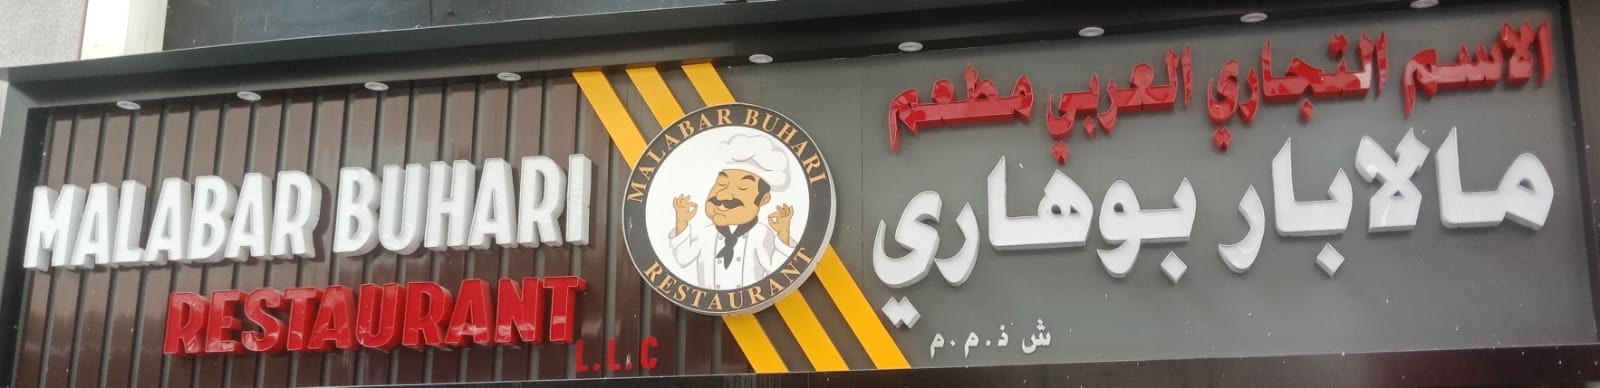 MALABAR BUHARI
RESTAURANT
L.L.C
MALABAR BUHARI
RESTAURANT
الاسم التجاري العربي مطعم
مالابار بوهاري
ش ذ.م.م